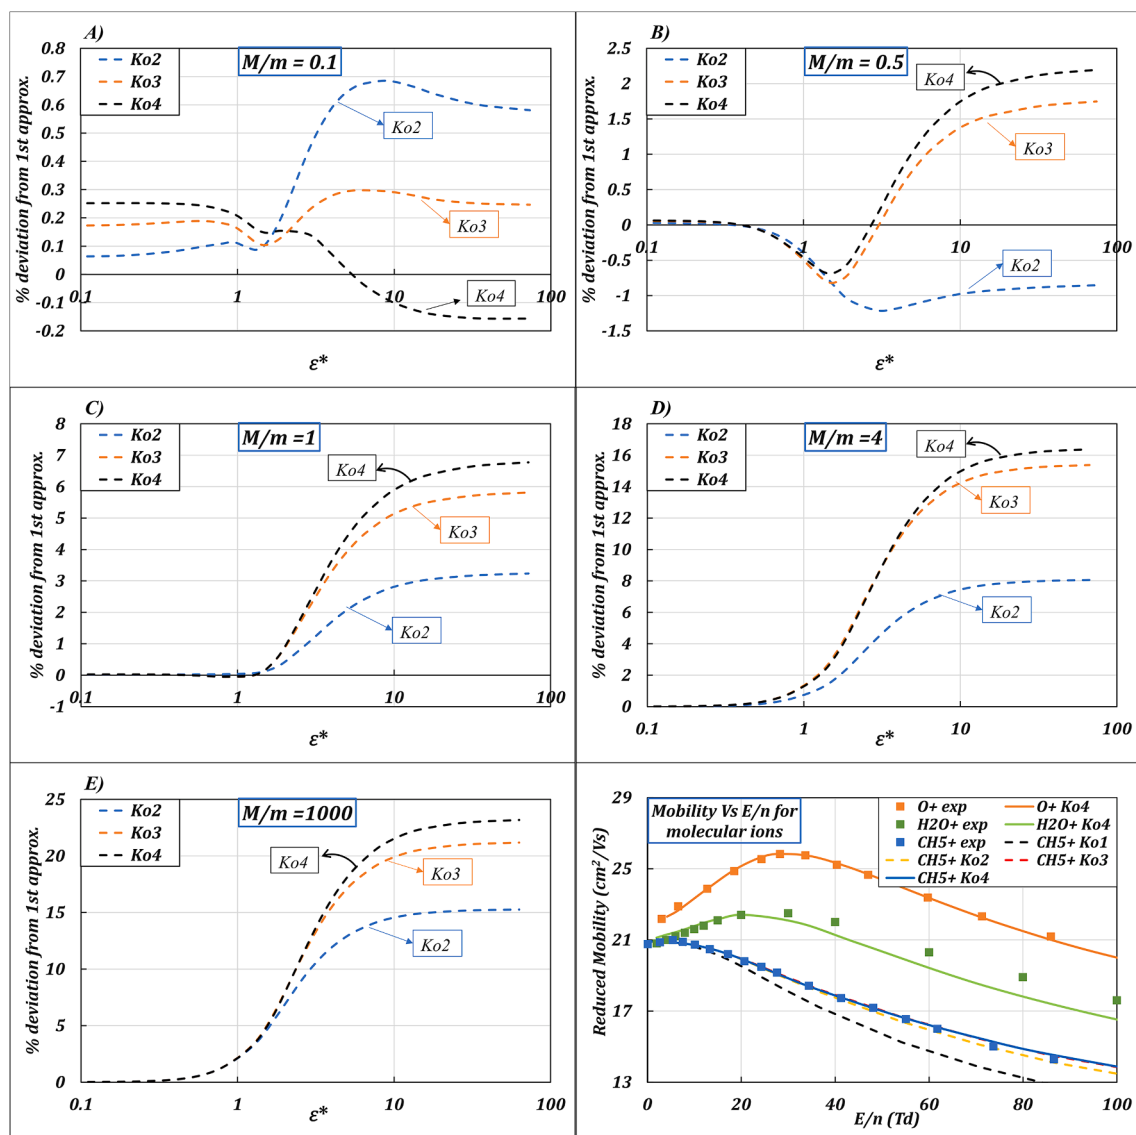 A)
% deviation from 1st approx.
0.8
0.7
0.6
0.5
0.4
0.3
0.2
0.1
0
-0.1
-0.2
Ko2
Ko3
Ko4
M/m = 0.1
Ko2
Ko3
Ko4
0.1
1
10
100
ε*
B)
% deviation from 1st approx.
2.5
2
1.5
1
0.5
0
-0.5
-1
-1.5
Ko2
Ko3
Ko4
M/m = 0.5
Ko4
Ko3
Ko2
0.1
1
10
100
ε*
C)
% deviation from 1st approx.
8
7
6
5
4
3
2
1
0
-1
Ko2
Ko3
Ko4
M/m =1
Ko4
Ko3
Ko2
0.1
1
10
100
ε*
D)
% deviation from 1st approx.
18
16
14
12
10
8
6
4
2
0
Ko2
Ko3
Ko4
M/m =4
Ko4
Ko3
Ko2
0.1
1
10
100
ε*
E)
% deviation from 1st approx.
25
20
15
10
5
0
Ko2
Ko3
Ko4
M/m =1000
Ko4
Ko3
Ko2
0.1
1
10
100
ε*
Reduced Mobility (cm²/Vs)
29
25
21
17
13
Mobility Vs E/n for
molecular ions
O+ exp
O+ Ko4
H2O+ exp
H2O+ Ko4
CH5+ exp
CH5+ Ko1
CH5+ Ko2
CH5+ Ko3
CH5+ Ko4
0
20
40
60
80
100
E/n (Td)